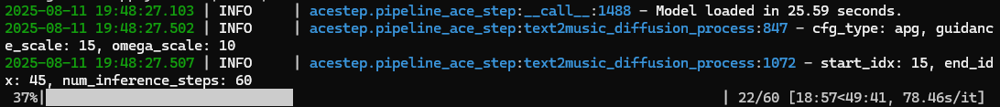 2025-08-11 19:48:27.103 | INFO     | acestep.pipeline_ace_step:__call__:1488 - Model loaded in 25.59 seconds.
2025-08-11 19:48:27.502 | INFO     | acestep.pipeline_ace_step:text2music_diffusion_process:847 - cfg_type: apg, guidanc
e_scale: 15, omega_scale: 10
2025-08-11 19:48:27.507 | INFO     | acestep.pipeline_ace_step:text2music_diffusion_process:1072 - start_idx: 15, end_id
x: 45, num_inference_steps: 60
 37%| | 22/60 [18:57<49:41, 78.46s/it]